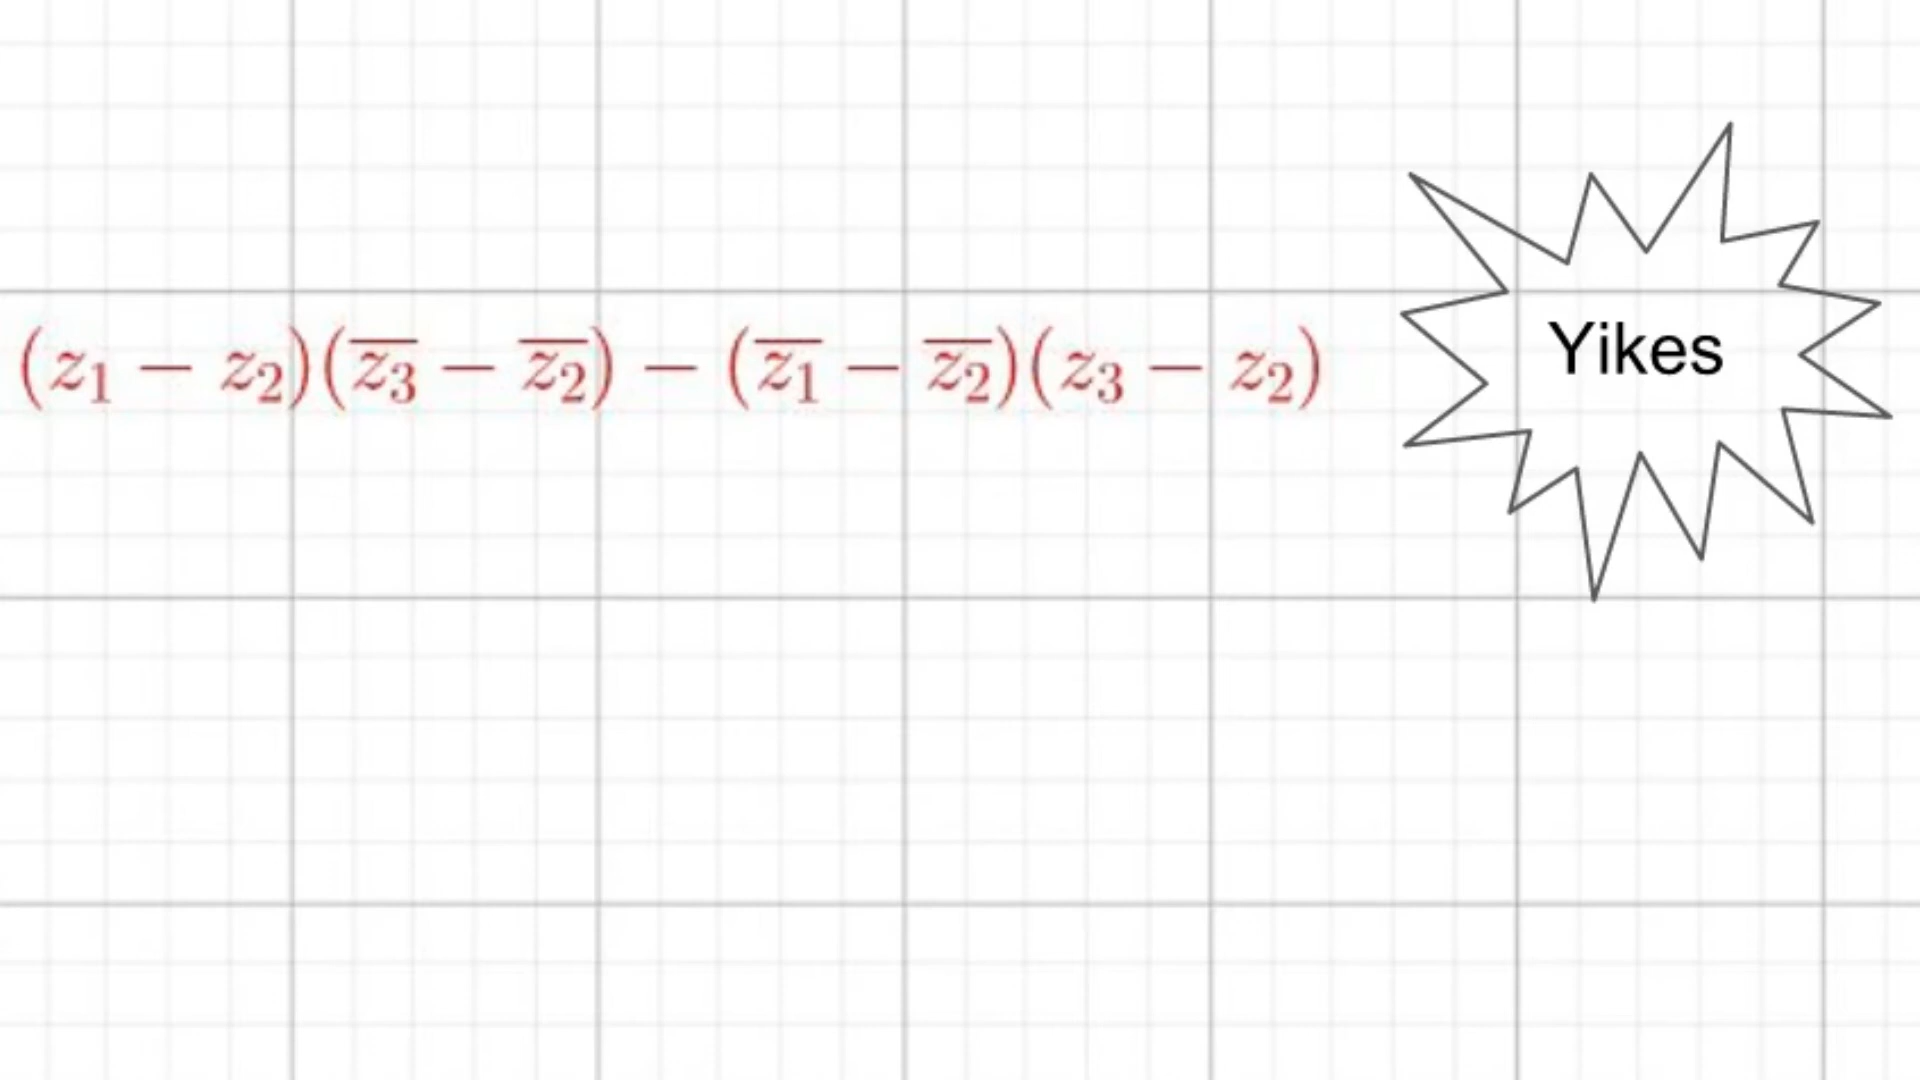 $(z_1 - z_2)(\overline{z_3} - \overline{z_2}) - (\overline{z_1} - \overline{z_2})(z_3 - z_2)$
Yikes